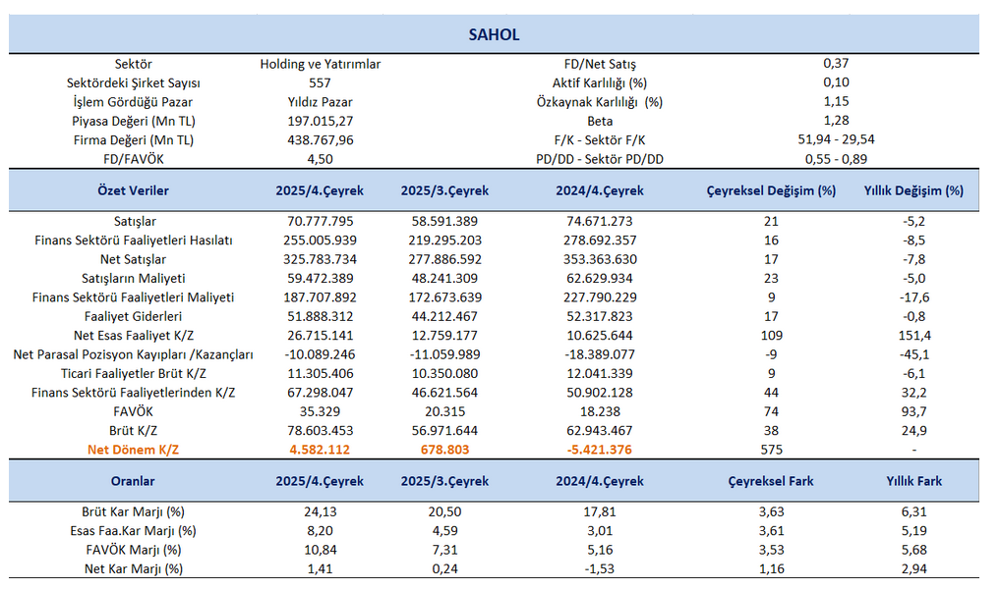 SAHOL
Sektör Holding ve Yatırımlar FD/Net Satış 0,37
Sektördeki Şirket Sayısı 557 Aktif Karlılığı (%) 0,10
İşlem Gördüğü Pazar Yıldız Pazar Özkaynak Karlılığı (%) 1,15
Piyasa Değeri (Mn TL) 197.015,27 Beta 1,28
Firma Değeri (Mn TL) 438.767,96 F/K - Sektör F/K 51,94 - 29,54
FD/FAVÖK 4,50 PD/DD - Sektör PD/DD 0,55 - 0,89
Özet Veriler 2025/4.Çeyrek 2025/3.Çeyrek 2024/4.Çeyrek Çeyreksel Değişim (%) Yıllık Değişim (%)
Satışlar 70.777.795 58.591.389 74.671.273 21 -5,2
Finans Sektörü Faaliyetleri Hasılatı 255.005.939 219.295.203 278.692.357 16 -8,5
Net Satışlar 325.783.734 277.886.592 353.363.630 17 -7,8
Satışların Maliyeti 59.472.389 48.241.309 62.629.934 23 -5,0
Finans Sektörü Faaliyetleri Maliyeti 187.707.892 172.673.639 227.790.229 9 -17,6
Faaliyet Giderleri 51.888.312 44.212.467 52.317.823 17 -0,8
Net Esas Faaliyet K/Z 26.715.141 12.759.177 10.625.644 109 151,4
Net Parasal Pozisyon Kayıpları /Kazançları -10.089.246 -11.059.989 -18.389.077 -9 -45,1
Ticari Faaliyetler Brüt K/Z 11.305.406 10.350.080 12.041.339 9 -6,1
Finans Sektörü Faaliyetlerinden K/Z 67.298.047 46.621.564 50.902.128 44 32,2
FAVÖK 35.329 20.315 18.238 74 93,7
Brüt K/Z 78.603.453 56.971.644 62.943.467 38 24,9
Net Dönem K/Z 4.582.112 678.803 -5.421.376 575 -
Oranlar 2025/4.Çeyrek 2025/3.Çeyrek 2024/4.Çeyrek Çeyreksel Fark Yıllık Fark
Brüt Kar Marjı (%) 24,13 20,50 17,81 3,63 6,31
Esas Faa.Kar Marjı (%) 8,20 4,59 3,01 3,61 5,19
FAVÖK Marjı (%) 10,84 7,31 5,16 3,53 5,68
Net Kar Marjı (%) 1,41 0,24 -1,53 1,16 2,94